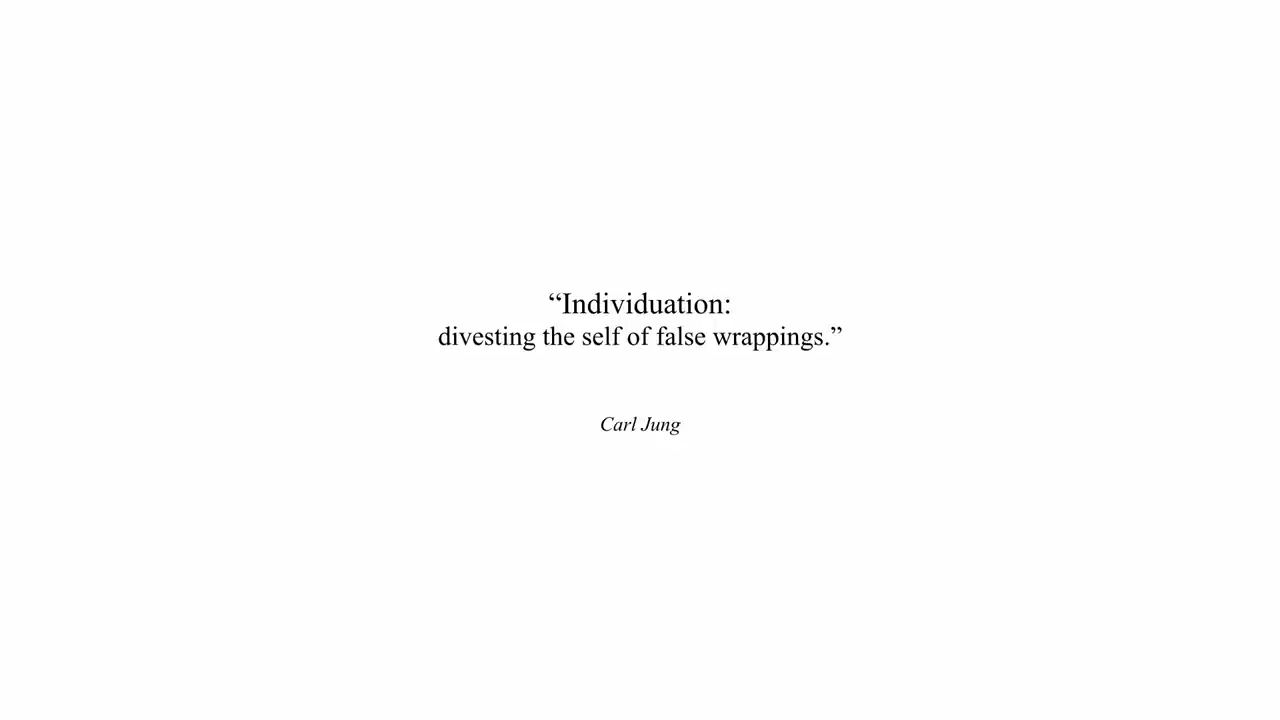 “Individuation:
divesting the self of false wrappings.”
Carl Jung